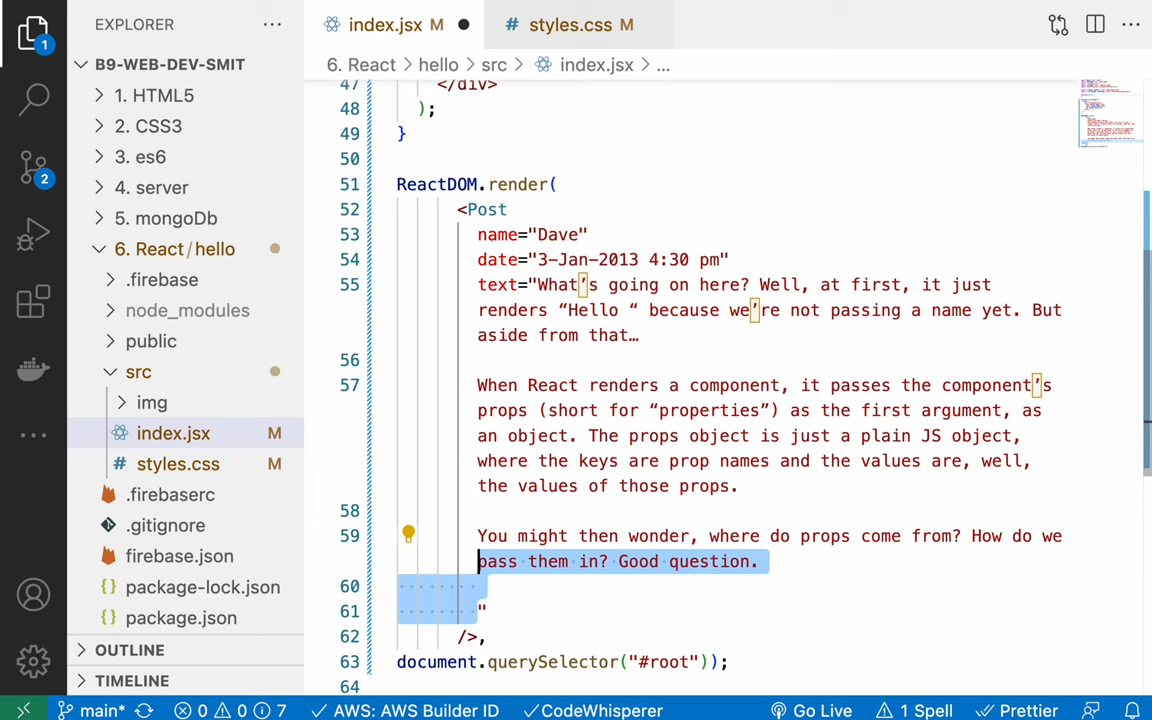 EXPLORER
1
B9-WEB-DEV-SMIT
1. HTML5
2. CSS3
3. es6
4. server
2
5. mongoDb
6. React/hello
.firebase
node_modules
public
src
img
index.jsx M
styles.css M
.firebaserc
.gitignore
firebase.json
package-lock.json
package.json
OUTLINE
TIMELINE
index.jsx M
styles.css M
6. React > hello > src > index.jsx > ...
47 </div>
48 );
49 }
50
51 ReactDOM.render(
52 <Post
53 name="Dave"
54 date="3-Jan-2013 4:30 pm"
55 text="What’s going on here? Well, at first, it just
renders “Hello “ because we’re not passing a name yet. But
aside from that…
56
57 When React renders a component, it passes the component’s
props (short for “properties”) as the first argument, as
an object. The props object is just a plain JS object,
where the keys are prop names and the values are, well,
the values of those props.
58
59 You might then wonder, where do props come from? How do we
pass them in? Good question.
60
61 "
62 />,
63 document.querySelector("#root"));
64
main* 0 0 7 AWS: AWS Builder ID CodeWhisperer Go Live 1 Spell Prettier